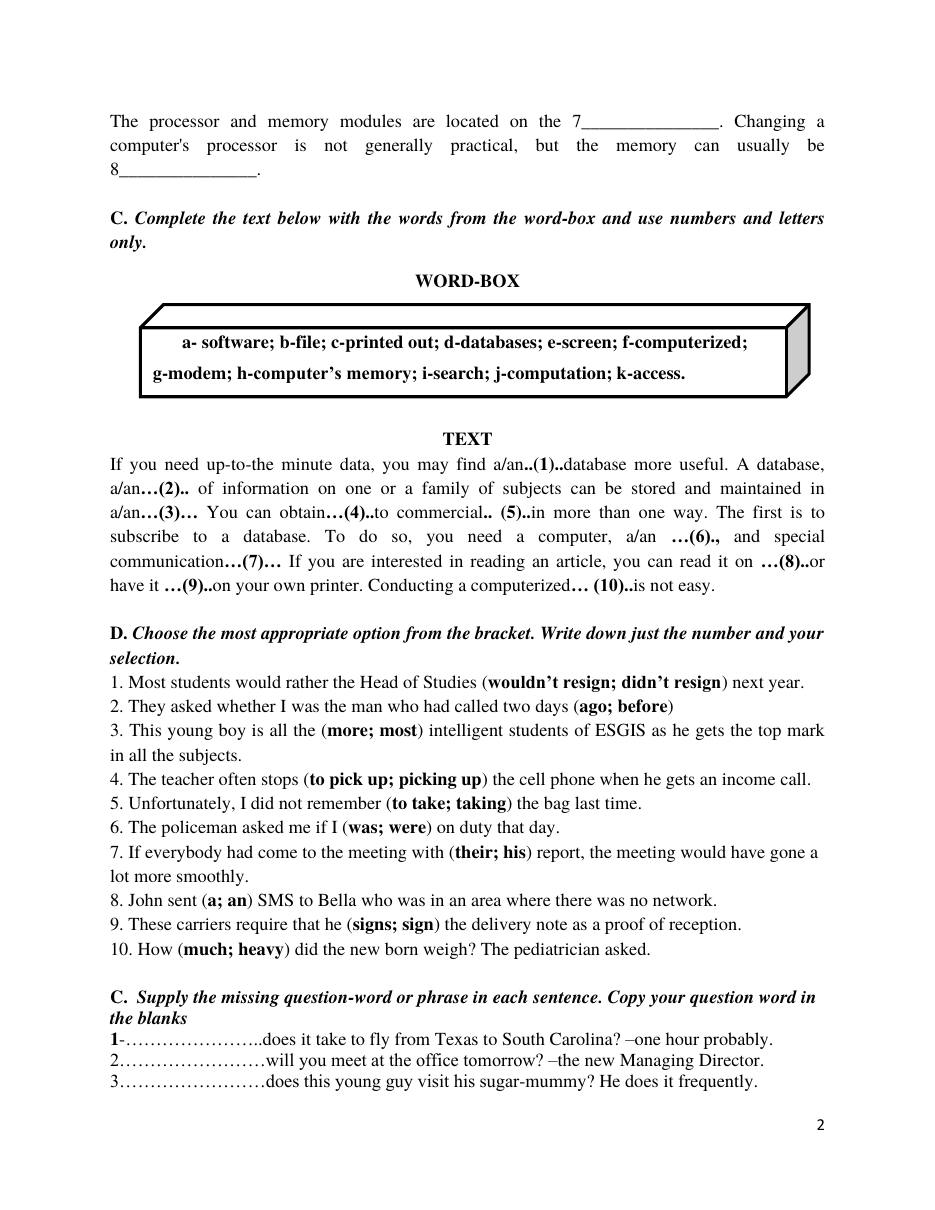 The processor and memory modules are located on the 7_______________. Changing a
computer's processor is not generally practical, but the memory can usually be
8_______________.
C. Complete the text below with the words from the word-box and use numbers and letters
only.
WORD-BOX
a- software; b-file; c-printed out; d-databases; e-screen; f-computerized;
g-modem; h-computer’s memory; i-search; j-computation; k-access.
TEXT
If you need up-to-the minute data, you may find a/an..(1)..database more useful. A database,
a/an…(2).. of information on one or a family of subjects can be stored and maintained in
a/an…(3)… You can obtain…(4)..to commercial.. (5)..in more than one way. The first is to
subscribe to a database. To do so, you need a computer, a/an …(6)., and special
communication…(7)… If you are interested in reading an article, you can read it on …(8)..or
have it …(9)..on your own printer. Conducting a computerized… (10)..is not easy.
D. Choose the most appropriate option from the bracket. Write down just the number and your
selection.
1. Most students would rather the Head of Studies (wouldn’t resign; didn’t resign) next year.
2. They asked whether I was the man who had called two days (ago; before)
3. This young boy is all the (more; most) intelligent students of ESGIS as he gets the top mark
in all the subjects.
4. The teacher often stops (to pick up; picking up) the cell phone when he gets an income call.
5. Unfortunately, I did not remember (to take; taking) the bag last time.
6. The policeman asked me if I (was; were) on duty that day.
7. If everybody had come to the meeting with (their; his) report, the meeting would have gone a
lot more smoothly.
8. John sent (a; an) SMS to Bella who was in an area where there was no network.
9. These carriers require that he (signs; sign) the delivery note as a proof of reception.
10. How (much; heavy) did the new born weigh? The pediatrician asked.
C. Supply the missing question-word or phrase in each sentence. Copy your question word in
the blanks
1-…………………..does it take to fly from Texas to South Carolina? –one hour probably.
2……………………will you meet at the office tomorrow? –the new Managing Director.
3……………………does this young guy visit his sugar-mummy? He does it frequently.
2